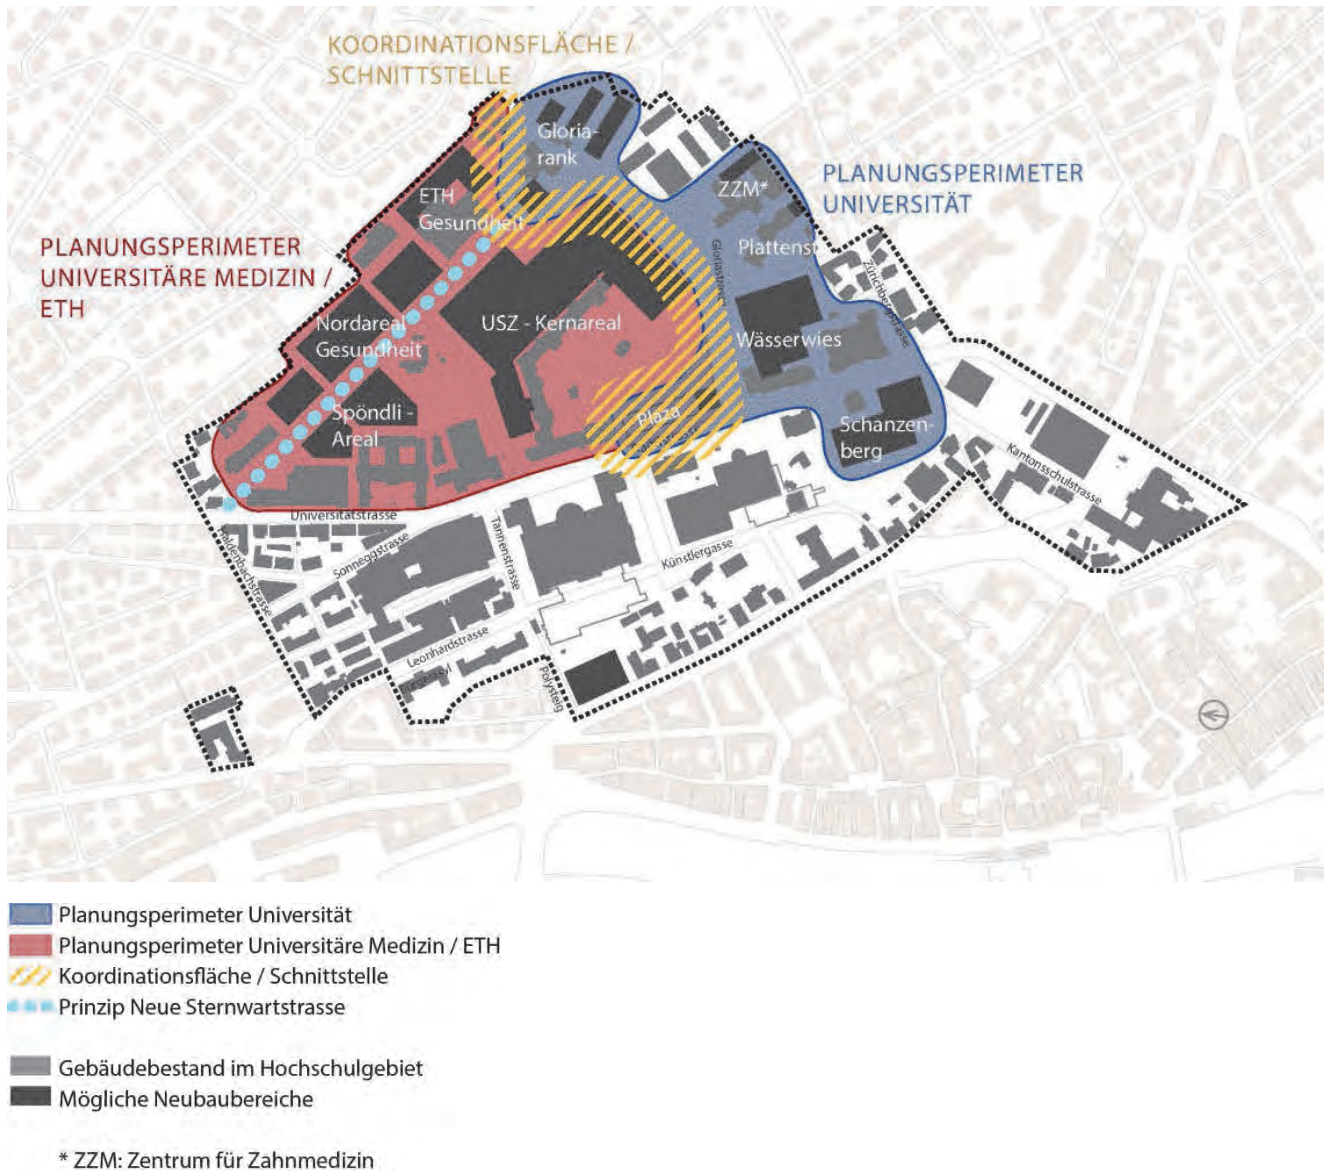 KOORDINATIONSFLÄCHE /
SCHNITTSTELLE
Gloria-
rank
PLANUNGSPERIMETER
UNIVERSITÄT
ZZM*
ETH
Gesundheit
PLANUNGSPERIMETER
UNIVERSITÄRE MEDIZIN /
ETH
Plattenst
Gloriastrasse
Zürichbergstrasse
Nordareal
Gesundheit
USZ - Kernareal
Wässerwies
Spöndli -
Areal
Plaza
Schanzen-
berg
Kantonsschulstrasse
Universitätstrasse
Haldenbachstrasse
Sonneggstrasse
Tannenstrasse
Künstlergasse
Leonhardstrasse
Polysteig
Planungsperimeter Universität
Planungsperimeter Universitäre Medizin / ETH
Koordinationsfläche / Schnittstelle
Prinzip Neue Sternwartstrasse
Gebäudebestand im Hochschulgebiet
Mögliche Neubaubereiche
* ZZM: Zentrum für Zahnmedizin